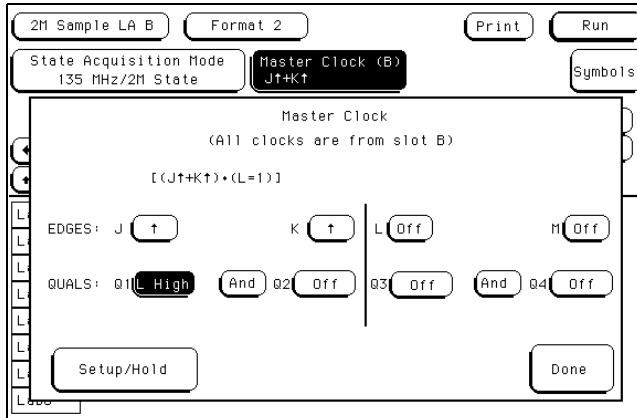 2M Sample LA B Format 2 Print Run
State Acquisition Mode
135 MHz/2M State
Master Clock (B)
J↑+K↑
Symbols
Master Clock
(All clocks are from slot B)
[(J↑+K↑)•(L=1)]
EDGES: J ↑ K ↑ L Off M Off
QUALS: Q1 L High And Q2 Off Q3 Off And Q4 Off
Setup/Hold Done